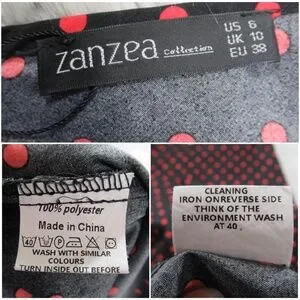 zanzea collection
US 6
UK 10
EU 38
100% polyester
Made in China
40
WASH WITH SIMILAR
COLOURS
TURN INSIDE OUT BEFORE
CLEANING
IRON ONREVERSE SIDE
THINK OF THE
ENVIRONMENT WASH
AT 40 .